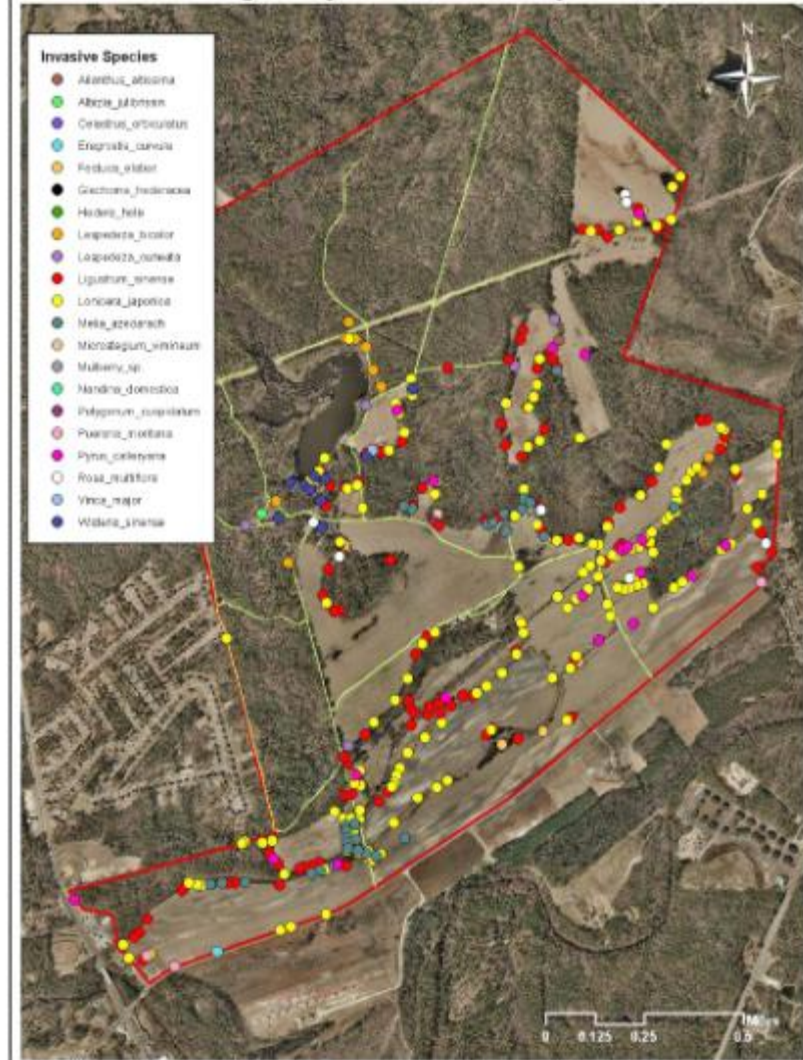 N
Invasive Species
Ailanthus_altissima
Albizia_julibrissin
Celasthus_orbiculatus
Eragrostis_curvula
Festuca_elatior
Glechoma_hederacea
Hedera_helix
Lespedeza_bicolor
Lespedeza_cuneata
Ligustrum_sinense
Lonicera_japonica
Melia_azedarach
Microstegium_vimineum
Mulberry_sp.
Nandina_domestica
Polygonum_cuspidatum
Pueraria_montana
Pyrus_calleryana
Rosa_multiflora
Vinca_major
Wisteria_sinense
Miles
0 0.125 0.25 0.5